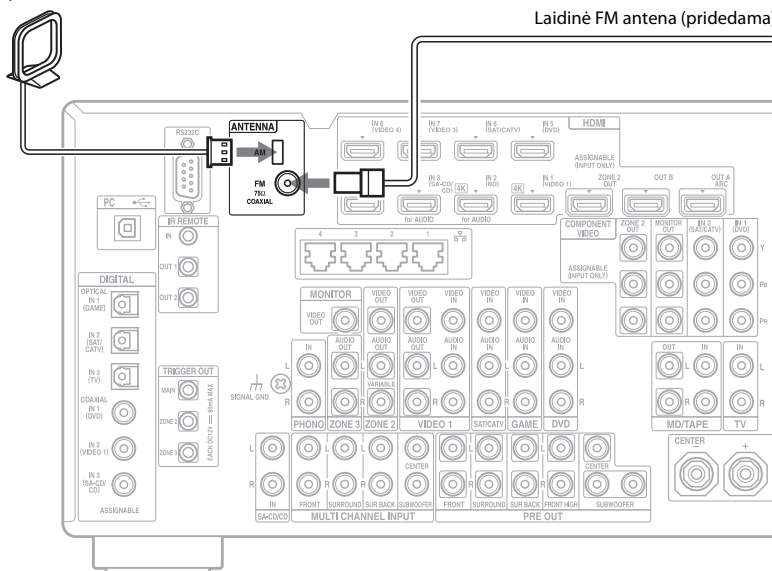 Laidinė FM antena (pridedama)
RS232C
ANTENNA
AM
FM
75Ω
COAXIAL
IN 8
(VIDEO 4)
IN 7
(VIDEO 3)
IN 6
(SAT/CATV)
IN 5
(DVD)
HDMI
ASSIGNABLE
(INPUT ONLY)
IN 3
(SA-CD/
CD)
4K
IN 2
(BD)
4K
IN 1
(VIDEO 1)
ZONE 2
OUT
OUT B
OUT A
ARC
for AUDIO
for AUDIO
PC
IR REMOTE
IN
OUT 1
OUT 2
4
3
2
1
COMPONENT
VIDEO
ASSIGNABLE
(INPUT ONLY)
ZONE 2
OUT
MONITOR
OUT
IN 2
(SAT/CATV)
IN 1
(DVD)
Y
PB
PR
DIGITAL
OPTICAL
IN 1
(GAME)
IN 2
(SAT/
CATV)
IN 3
(TV)
COAXIAL
IN 1
(DVD)
IN 2
(VIDEO 1)
IN 3
(SA-CD/
CD)
ASSIGNABLE
TRIGGER OUT
MAIN
ZONE 2
ZONE 3
EACH DC12V 80mA MAX
SIGNAL GND
MONITOR
VIDEO
OUT
VIDEO
OUT
VIDEO
OUT
VIDEO
IN
VIDEO
IN
VIDEO
IN
VIDEO
IN
IN
AUDIO
OUT
AUDIO
OUT
AUDIO
OUT
AUDIO
IN
AUDIO
IN
AUDIO
IN
AUDIO
IN
L
L
L
L
VARIABLE
R
R
R
R
PHONO
ZONE 3
ZONE 2
VIDEO 1
SAT/CATV
GAME
DVD
OUT
IN
IN
L
L
R
R
MD/TAPE
TV
CENTER
− +
L
L
CENTER
L
CENTER
R
R
R
IN
FRONT
SURROUND
SUR BACK
SUBWOOFER
FRONT
SURROUND
SUR BACK
FRONT HIGH
SUBWOOFER
SA-CD/CD
MULTI CHANNEL INPUT
PRE OUT